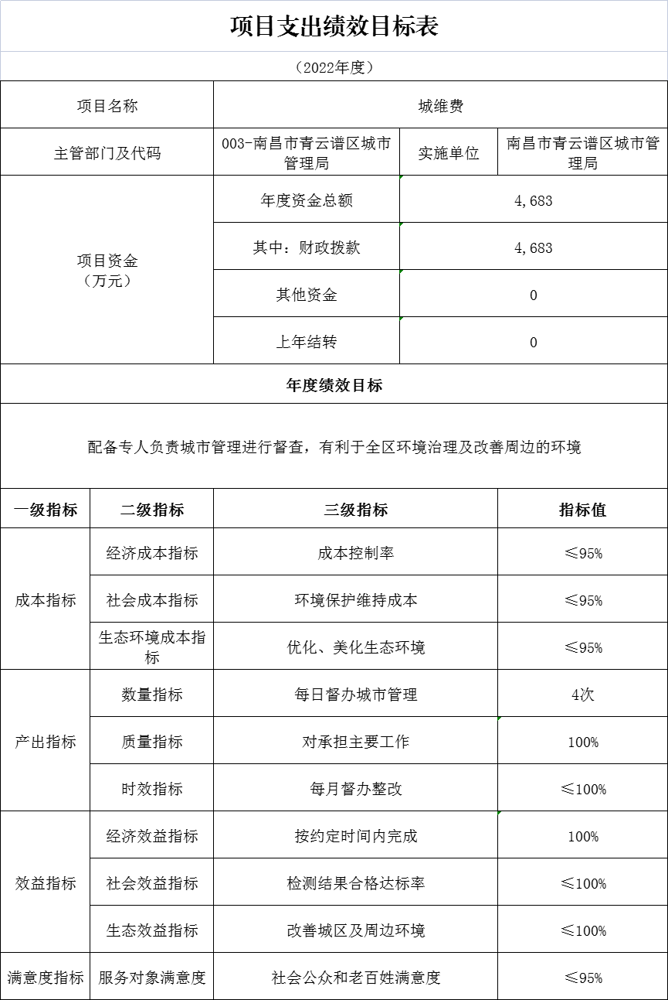 项目支出绩效目标表
（2022年度）
项目名称
城维费
主管部门及代码
003-南昌市青云谱区城市
管理局
实施单位
南昌市青云谱区城市管
理局
项目资金
（万元）
年度资金总额
4,683
其中：财政拨款
4,683
其他资金
0
上年结转
0
年度绩效目标
配备专人负责城市管理进行督查，有利于全区环境治理及改善周边的环境
一级指标
二级指标
三级指标
指标值
成本指标
经济成本指标
成本控制率
≤95%
社会成本指标
环境保护维持成本
≤95%
生态环境成本指
标
优化、美化生态环境
≤95%
产出指标
数量指标
每日督办城市管理
4次
质量指标
对承担主要工作
100%
时效指标
每月督办整改
≤100%
效益指标
经济效益指标
按约定时间内完成
100%
社会效益指标
检测结果合格达标率
≤100%
生态效益指标
改善城区及周边环境
≤100%
满意度指标
服务对象满意度
社会公众和老百姓满意度
≤95%